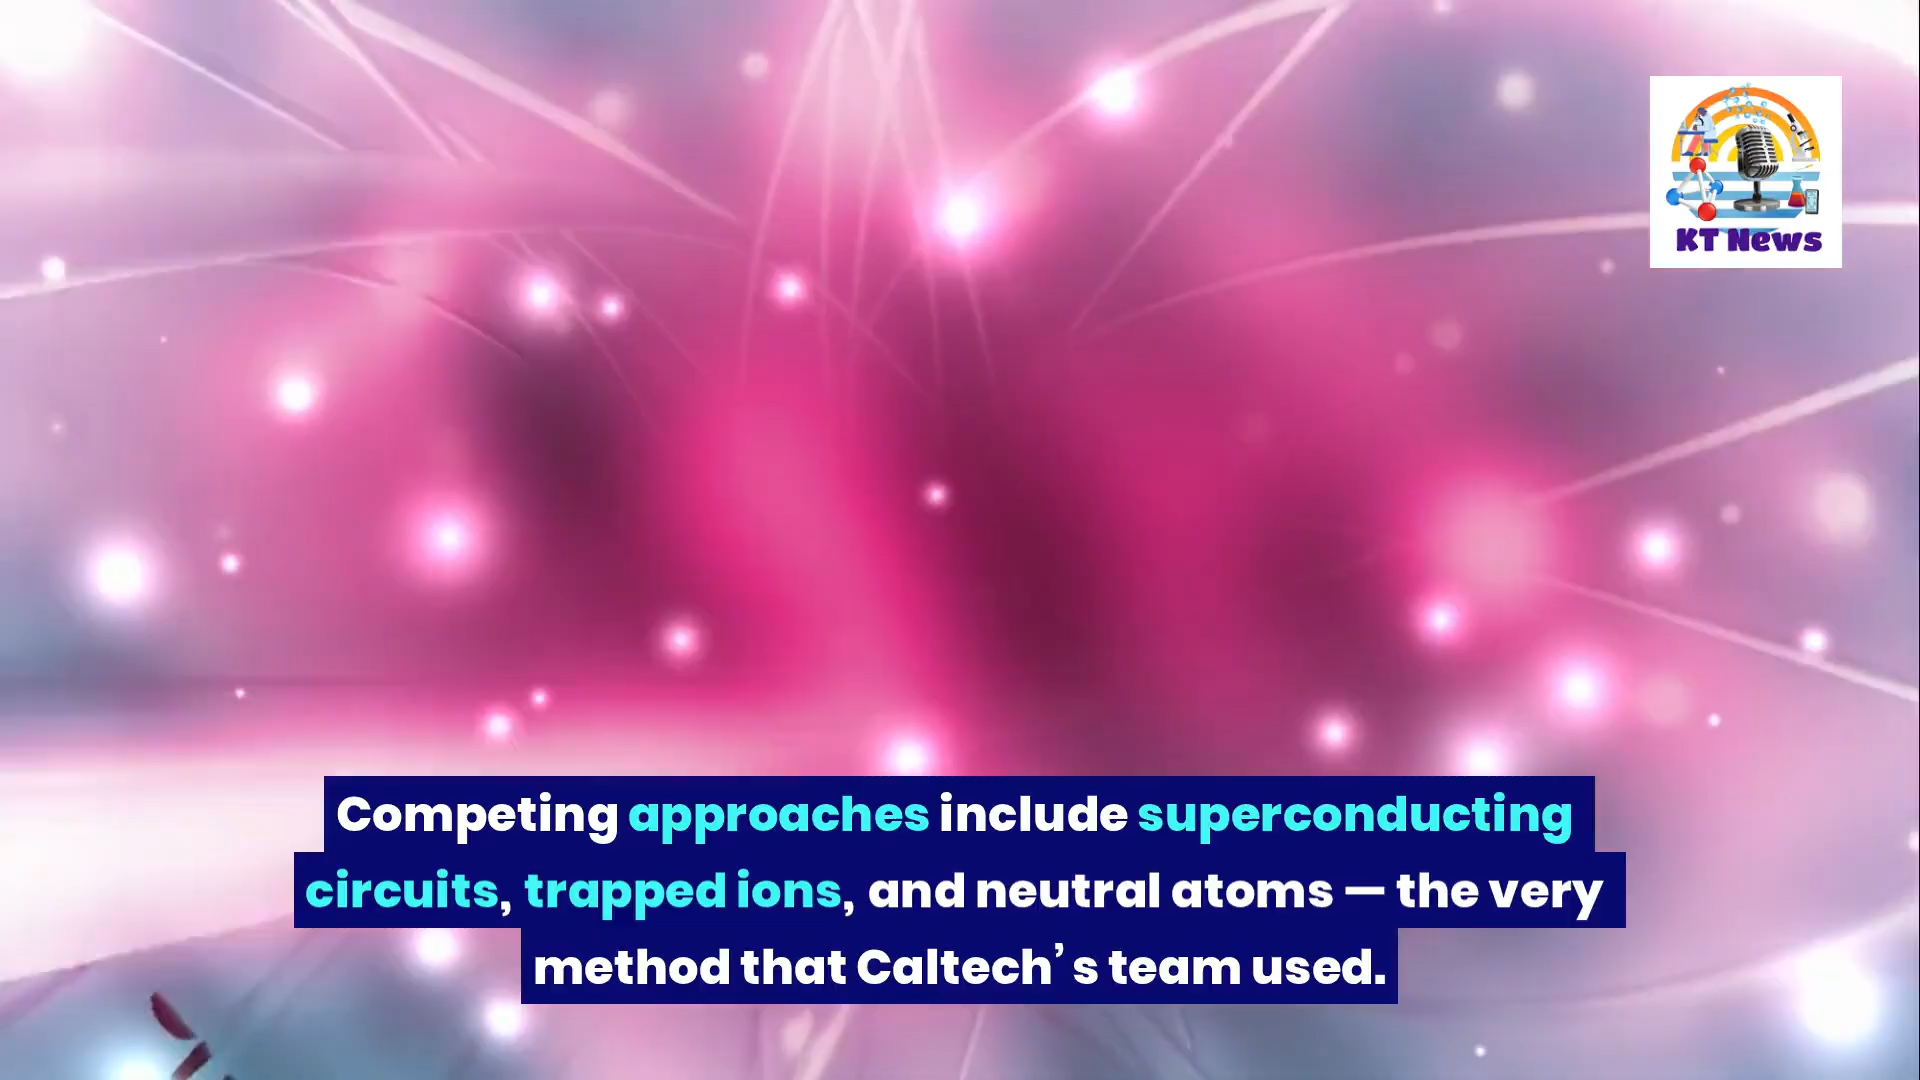 KT News
Competing approaches include superconducting
circuits, trapped ions, and neutral atoms — the very
method that Caltech’s team used.